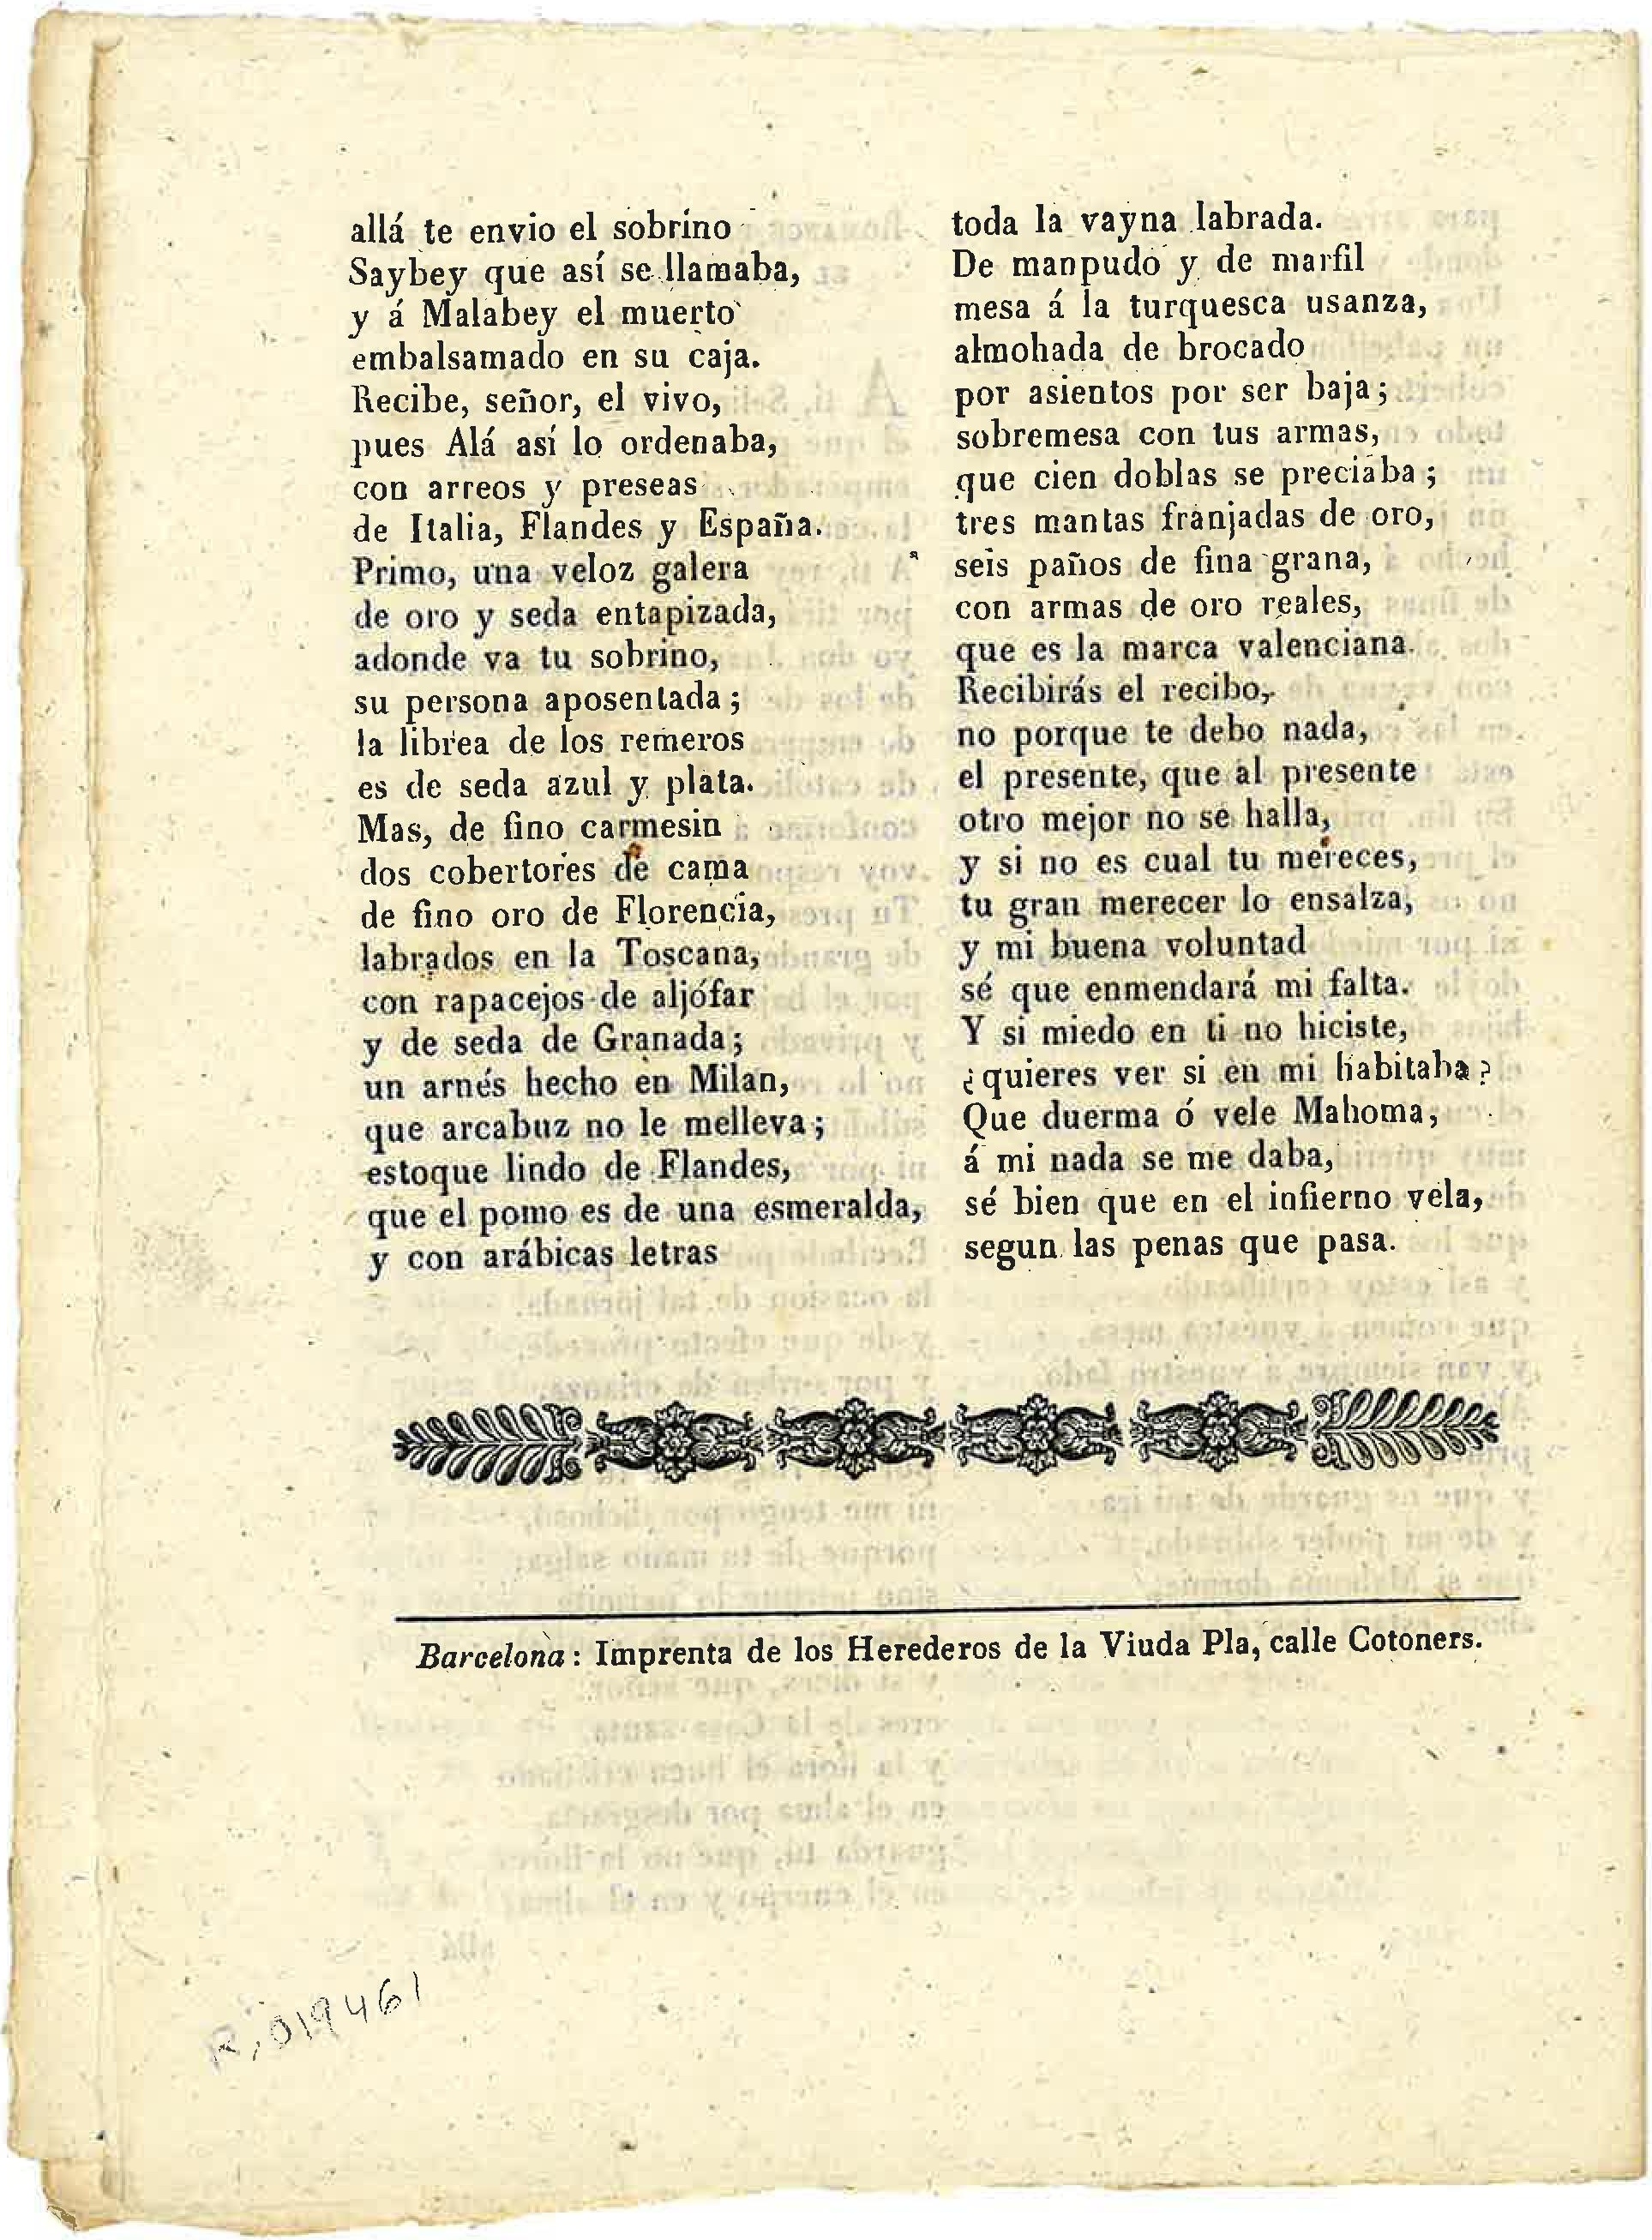 allá te envio el sobrino
Saybey que así se llamaba,
y á Malabey el muerto
embalsamado en su caja.
Recibe, señor, el vivo,
pues Alá así lo ordenaba,
con arreos y preseas
de Italia, Flandes y España.
Primo, una veloz galera
de oro y seda entapizada,
adonde va tu sobrino,
su persona aposentada;
la librea de los remeros
es de seda azul y plata.
Mas, de fino carmesin
dos cobertores de cama
de fino oro de Florencia,
labrados en la Toscana,
con rapacejos de aljófar
y de seda de Granada;
un arnés hecho en Milan,
que arcabuz no le melleva;
estoque lindo de Flandes,
que el pomo es de una esmeralda,
y con arábicas letras
toda la vayna labrada.
De manpudo y de marfil
mesa á la turquesca usanza,
almohada de brocado
por asientos por ser baja;
sobremesa con tus armas,
que cien doblas se preciaba;
tres mantas franjadas de oro,
seis paños de fina grana,
con armas de oro reales,
que es la marca valenciana.
Recibirás el recibo,
no porque te debo nada,
el presente, que al presente
otro mejor no se halla,
y si no es cual tu mereces,
tu gran merecer lo ensalza,
y mi buena voluntad
sé que enmendará mi falta.
Y si miedo en ti no hiciste,
¿quieres ver si en mi habitaba?
Que duerma ó vele Mahoma,
á mi nada se me daba,
sé bien que en el infierno vela,
segun las penas que pasa.
Barcelona: Imprenta de los Herederos de la Viuda Pla, calle Cotoners.
R.019461